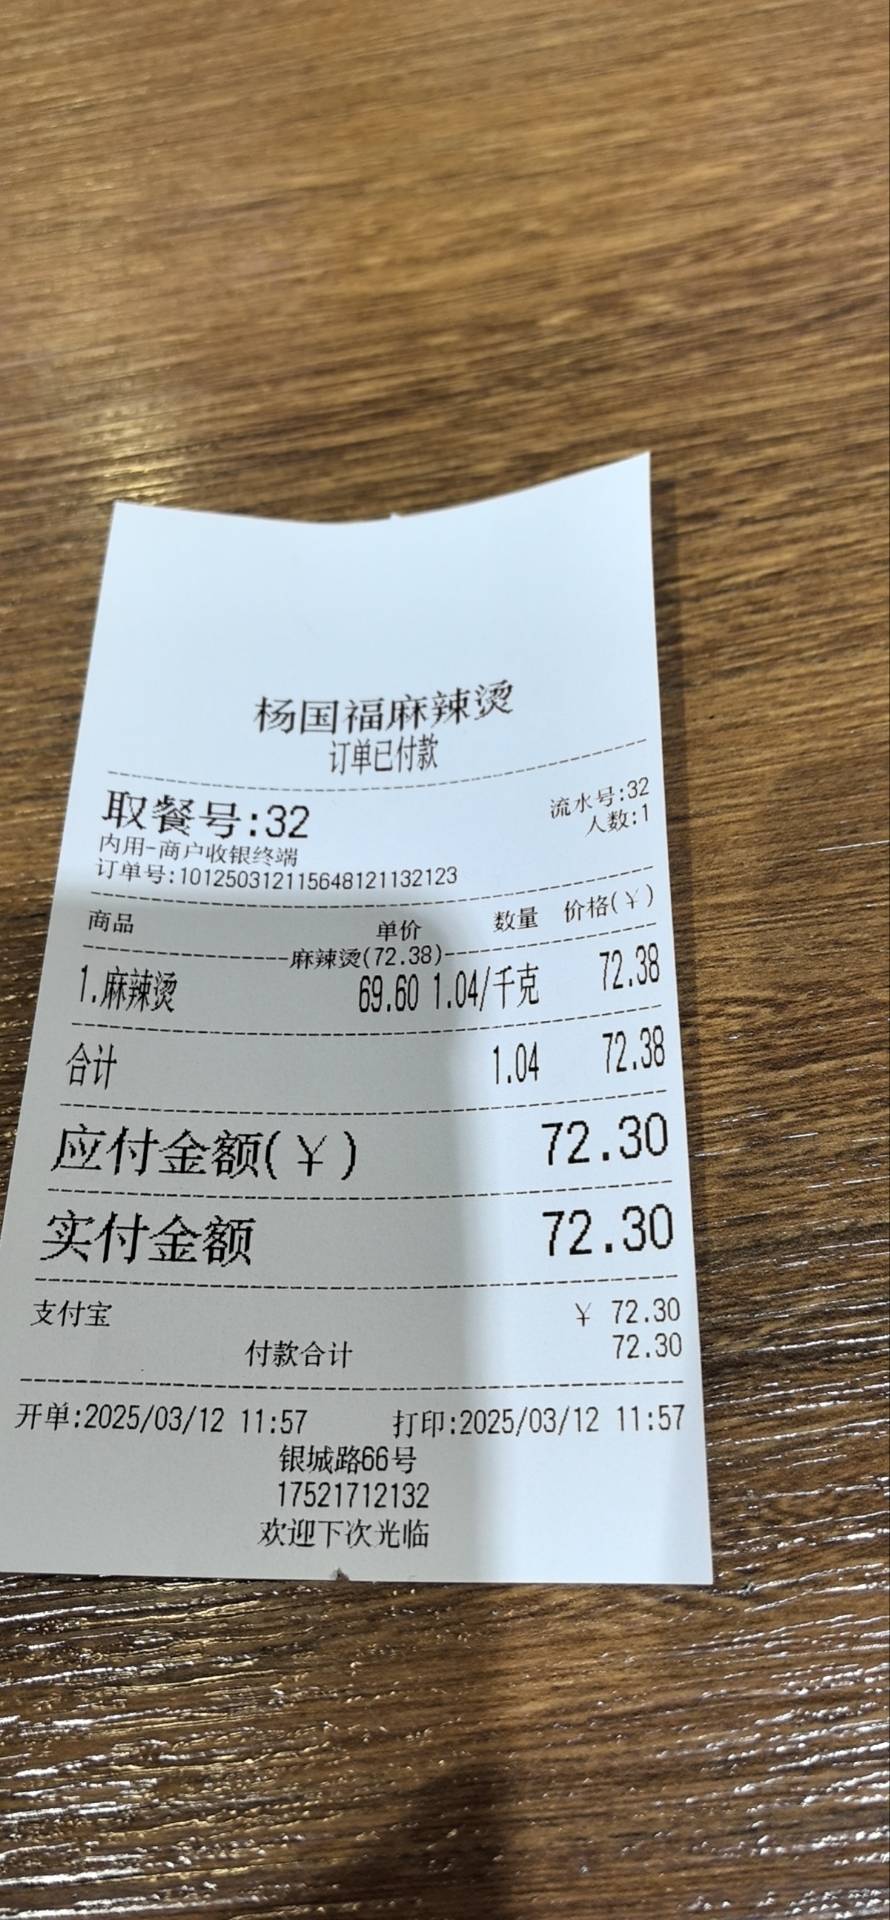 杨国福麻辣烫
订单已付款
取餐号:32 流水号:32
人数:1
内用-商户收银终端
订单号:101250312115648121132123
商品 单价 数量 价格(￥)
麻辣烫(72.38)
1.麻辣烫 69.60 1.04/千克 72.38
合计 1.04 72.38
应付金额(￥) 72.30
实付金额 72.30
支付宝 ￥ 72.30
付款合计 72.30
开单:2025/03/12 11:57 打印:2025/03/12 11:57
银城路66号
17521712132
欢迎下次光临